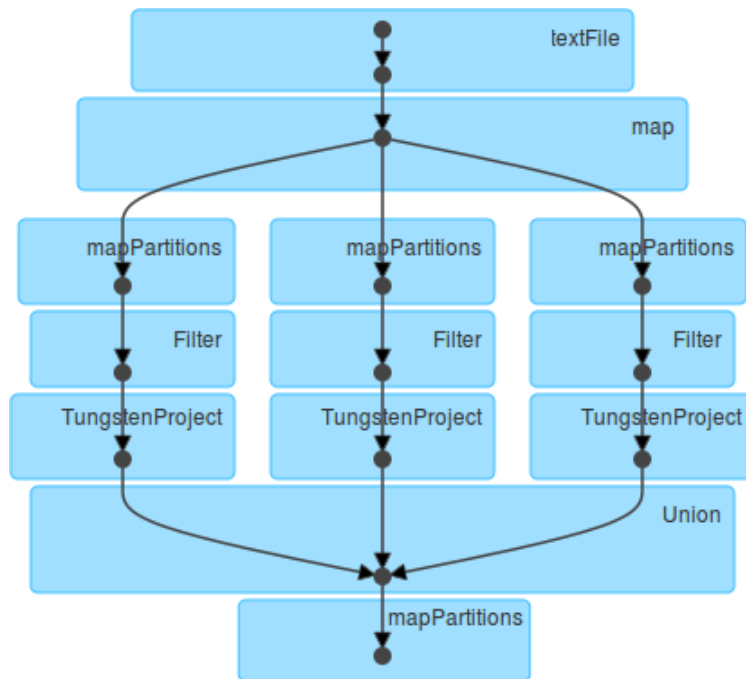 textFile
map
mapPartitions
mapPartitions
mapPartitions
Filter
Filter
Filter
TungstenProject
TungstenProject
TungstenProject
Union
mapPartitions